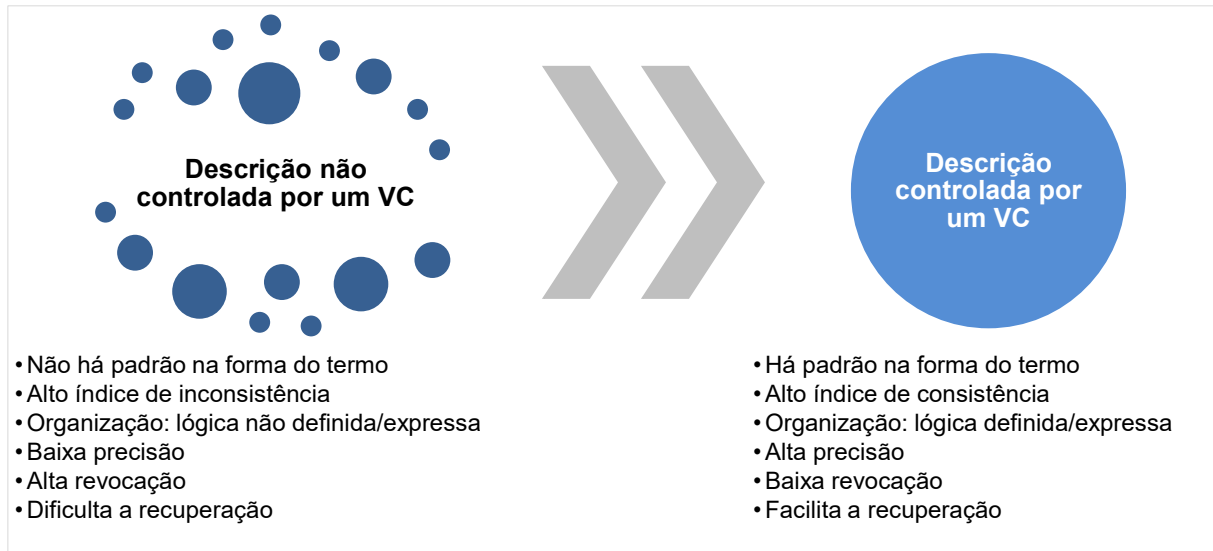 Descrição não
controlada por um VC
• Não há padrão na forma do termo
• Alto índice de inconsistência
• Organização: lógica não definida/expressa
• Baixa precisão
• Alta revocação
• Dificulta a recuperação
Descrição
controlada por
um VC
• Há padrão na forma do termo
• Alto índice de consistência
• Organização: lógica definida/expressa
• Alta precisão
• Baixa revocação
• Facilita a recuperação